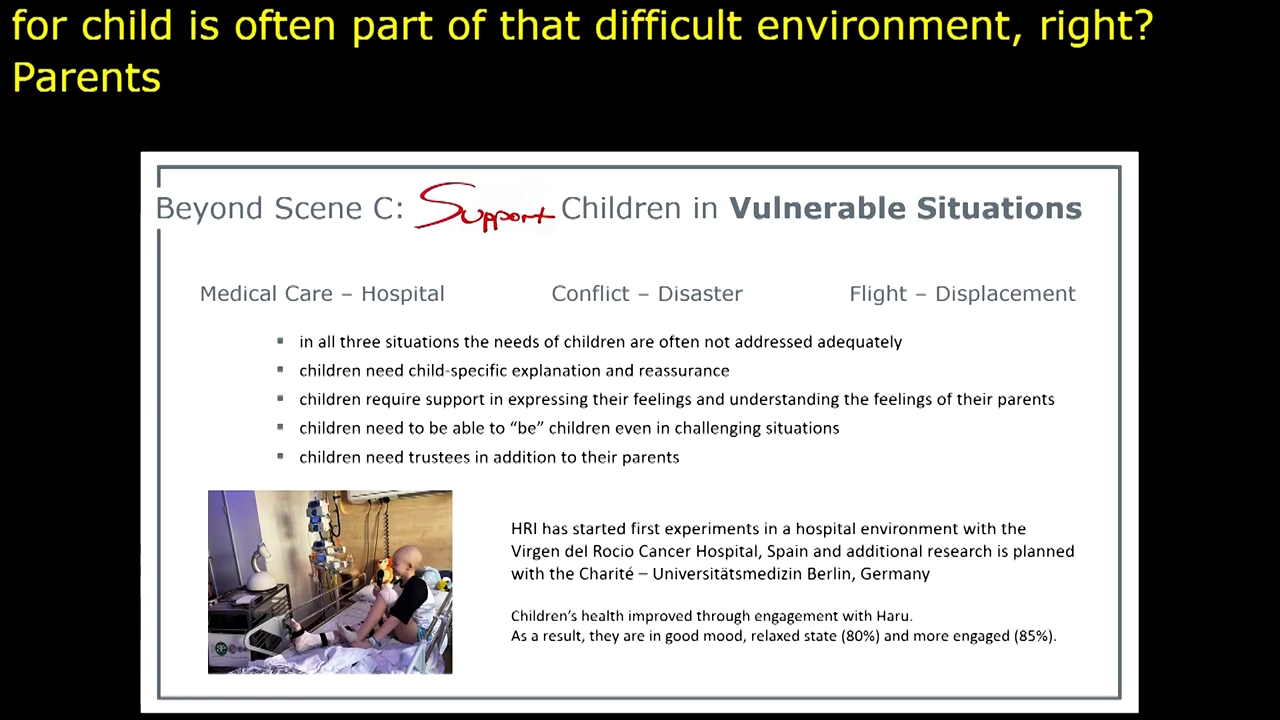 for child is often part of that difficult environment, right?
Parents
Beyond Scene C: Support Children in Vulnerable Situations
Medical Care – Hospital Conflict – Disaster Flight – Displacement
▪ in all three situations the needs of children are often not addressed adequately
▪ children need child-specific explanation and reassurance
▪ children require support in expressing their feelings and understanding the feelings of their parents
▪ children need to be able to “be” children even in challenging situations
▪ children need trustees in addition to their parents
HRI has started first experiments in a hospital environment with the
Virgen del Rocio Cancer Hospital, Spain and additional research is planned
with the Charité – Universitätsmedizin Berlin, Germany
Children’s health improved through engagement with Haru.
As a result, they are in good mood, relaxed state (80%) and more engaged (85%).